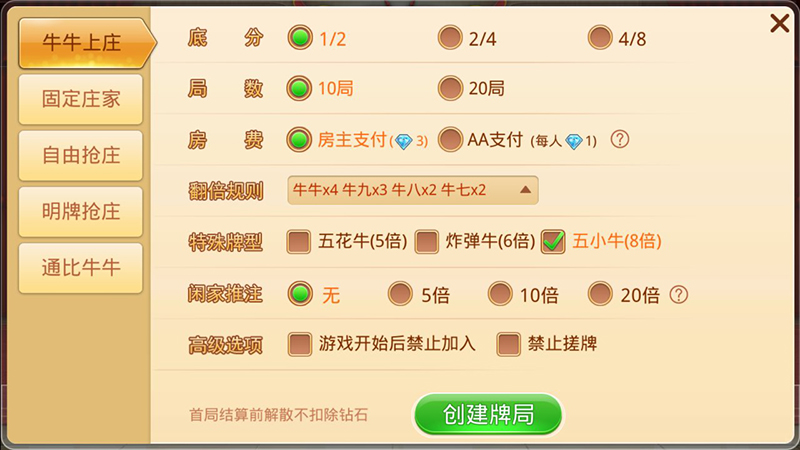 牛牛上庄
固定庄家
自由抢庄
明牌抢庄
通比牛牛
底 分 1/2 2/4 4/8
局 数 10局 20局
房 费 房主支付(3) AA支付 (每人1) ?
翻倍规则 牛牛x4 牛九x3 牛八x2 牛七x2
特殊牌型 五花牛(5倍) 炸弹牛(6倍) 五小牛(8倍)
闲家推注 无 5倍 10倍 20倍 ?
高级选项 游戏开始后禁止加入 禁止搓牌
首局结算前解散不扣除钻石 创建牌局